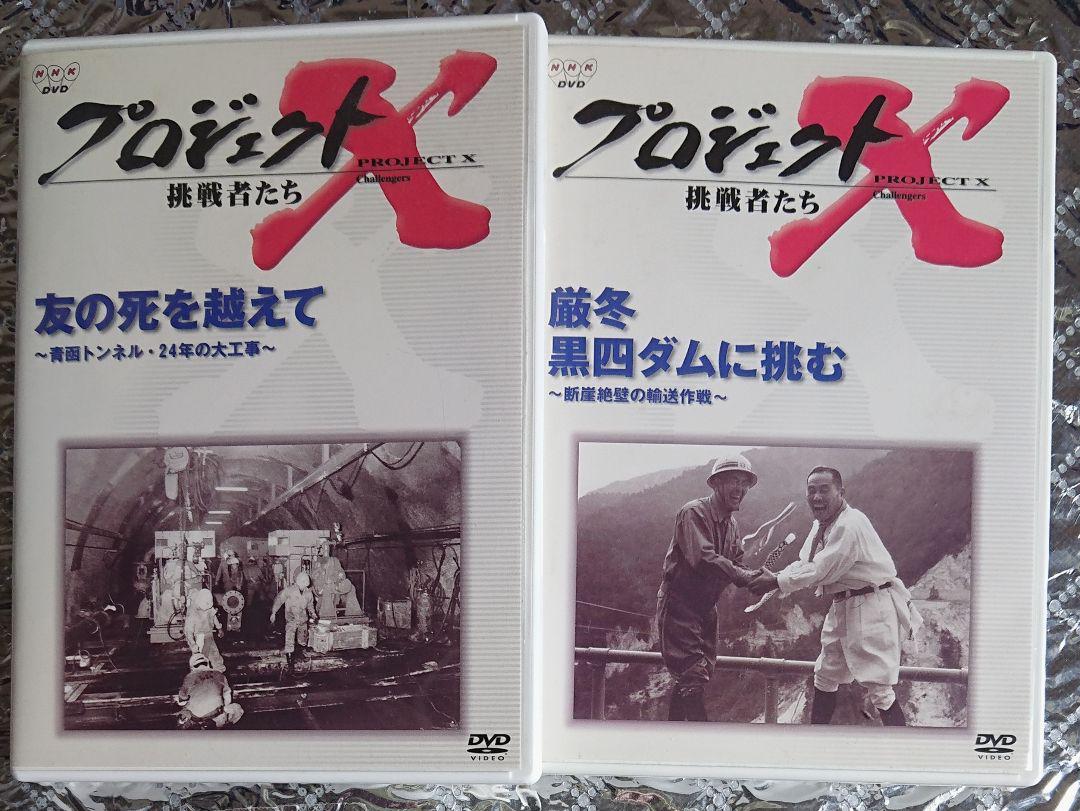 NHK
DVD
プロジェクトX
PROJECT X
Challengers
挑戦者たち
友の死を越えて
～青函トンネル・24年の大工事～
DVD
VIDEO
NHK
DVD
プロジェクトX
PROJECT X
Challengers
挑戦者たち
厳冬
黒四ダムに挑む
～断崖絶壁の輸送作戦～
DVD
VIDEO